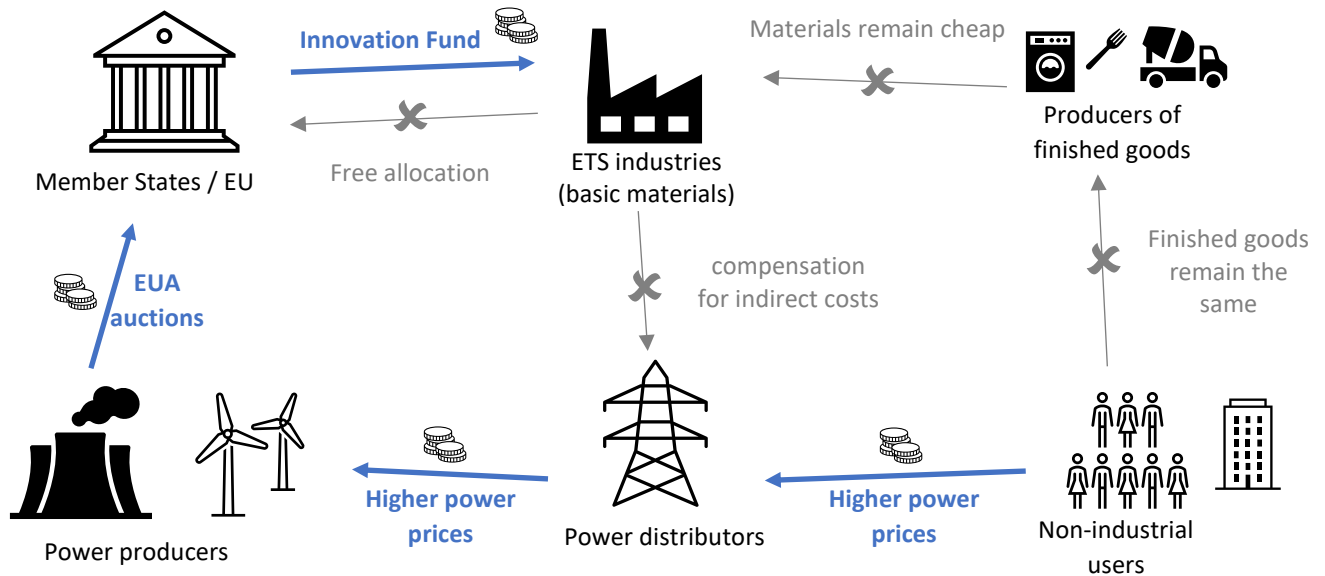 Innovation Fund
Materials remain cheap
Free allocation
Member States / EU
ETS industries
(basic materials)
Producers of
finished goods
EUA
auctions
compensation
for indirect costs
Finished goods
remain the
same
Higher power
prices
Higher power
prices
Power producers
Power distributors
Non-industrial
users